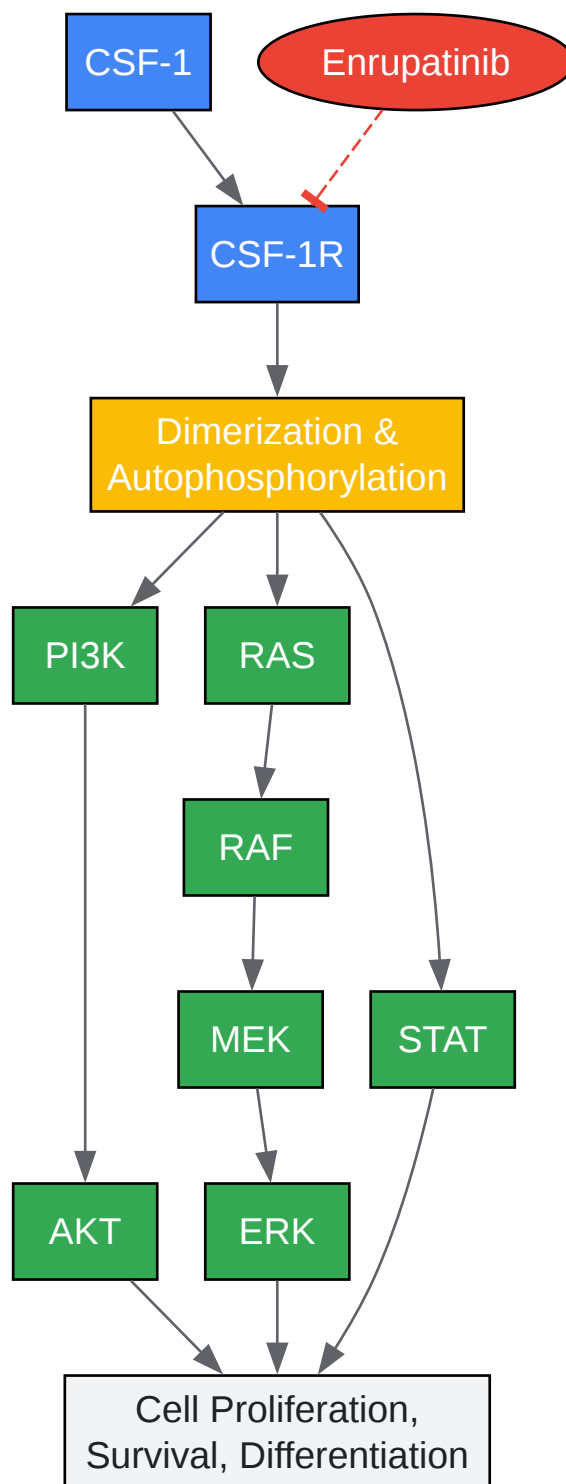 CSF-1
Enrupatinib
CSF-1R
Dimerization &
Autophosphorylation
PI3K
RAS
RAF
MEK
STAT
AKT
ERK
Cell Proliferation,
Survival, Differentiation